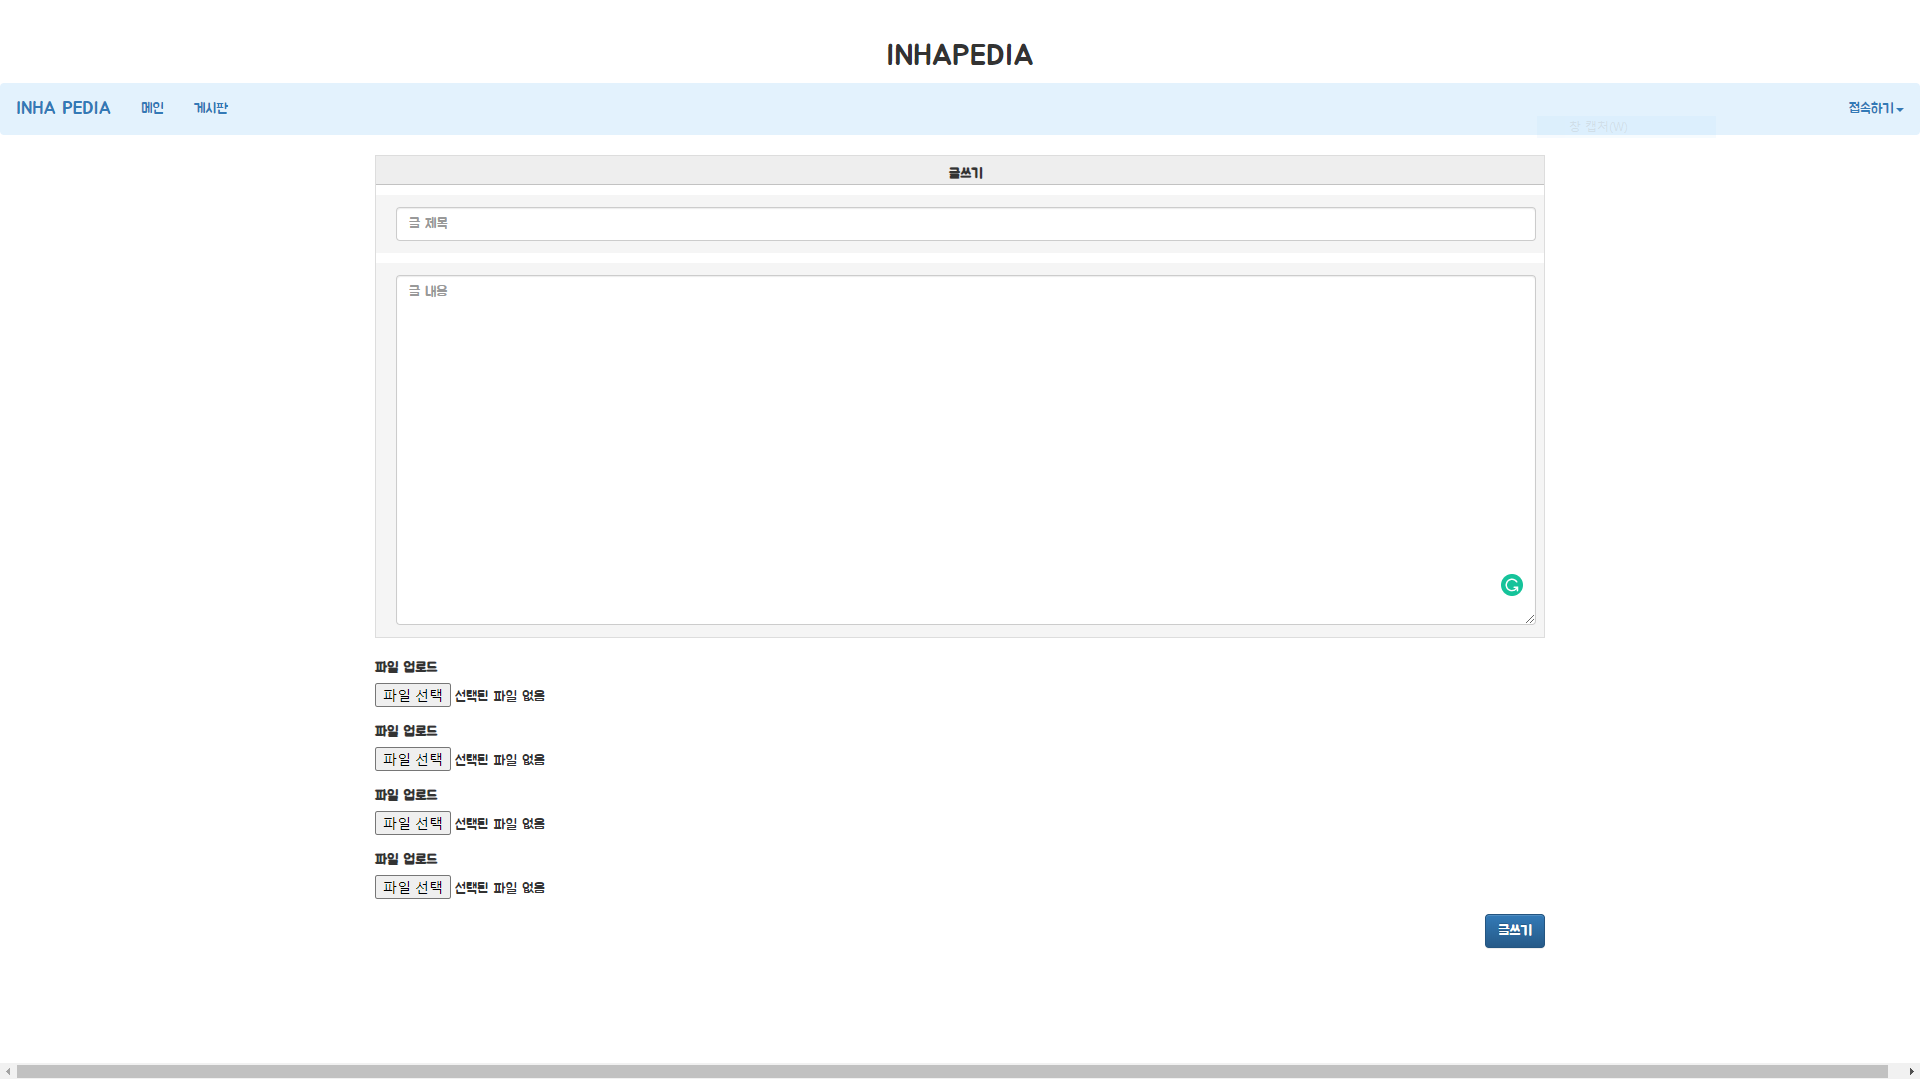 INHAPEDIA
INHA PEDIA 메인 게시판 접속하기
창 캡처(W)
글쓰기
글 제목
글 내용
파일 업로드
파일 선택 선택된 파일 없음
파일 업로드
파일 선택 선택된 파일 없음
파일 업로드
파일 선택 선택된 파일 없음
파일 업로드
파일 선택 선택된 파일 없음
글쓰기